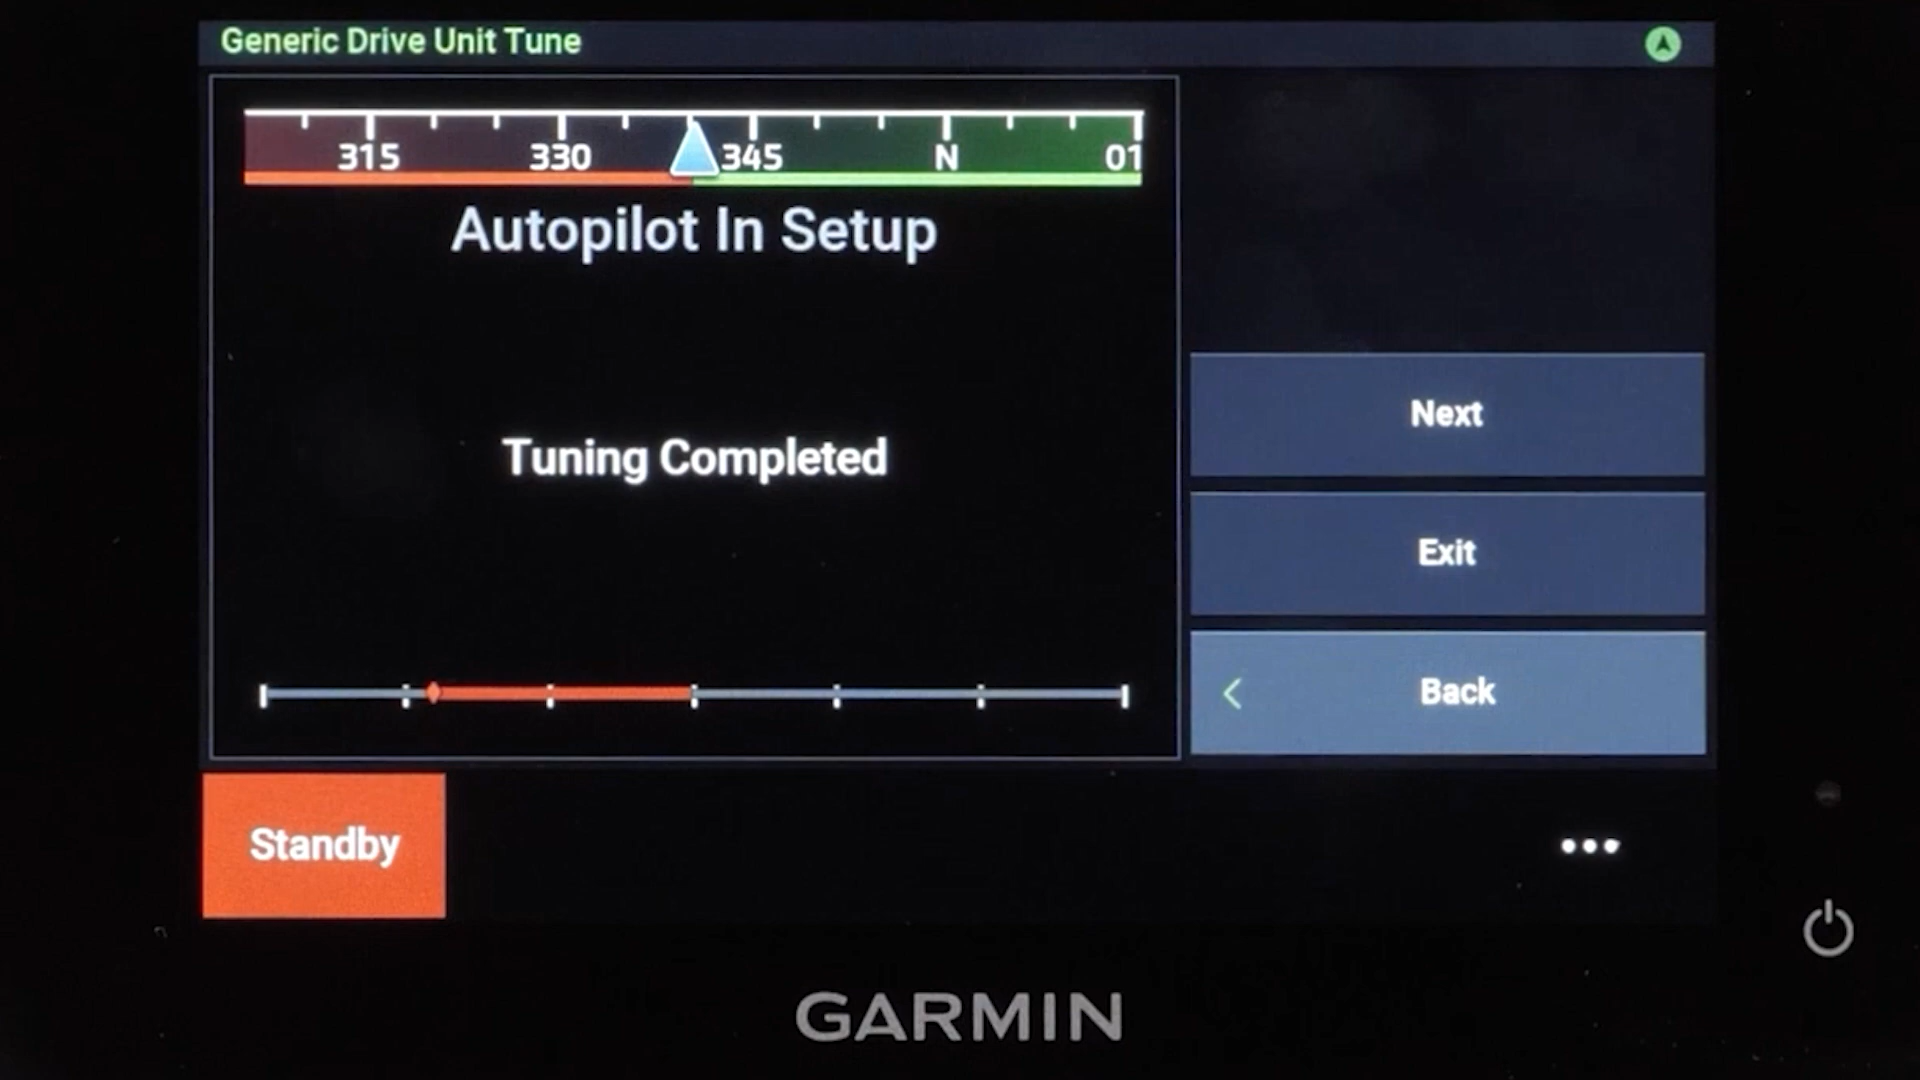 Generic Drive Unit Tune
315 330 345 N 01
Autopilot In Setup
Tuning Completed
Next
Exit
Back
Standby
GARMIN